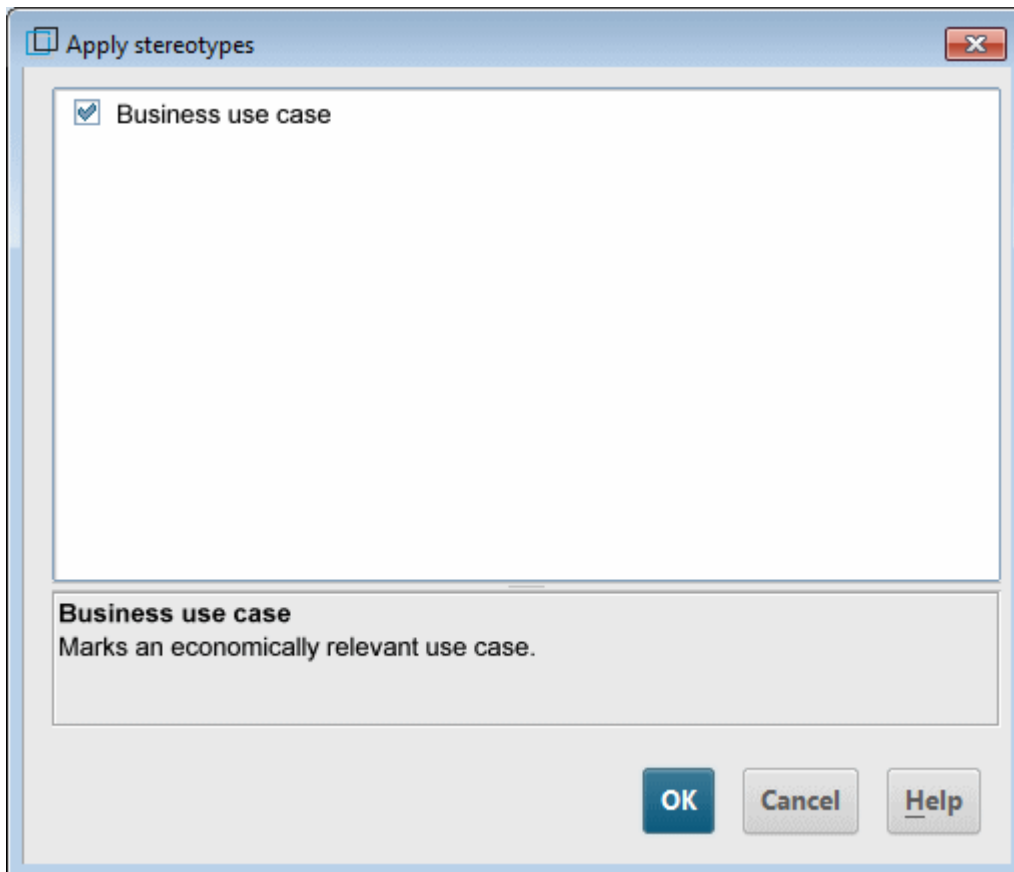 Apply stereotypes
Business use case
Business use case
Marks an economically relevant use case.
OK Cancel Help